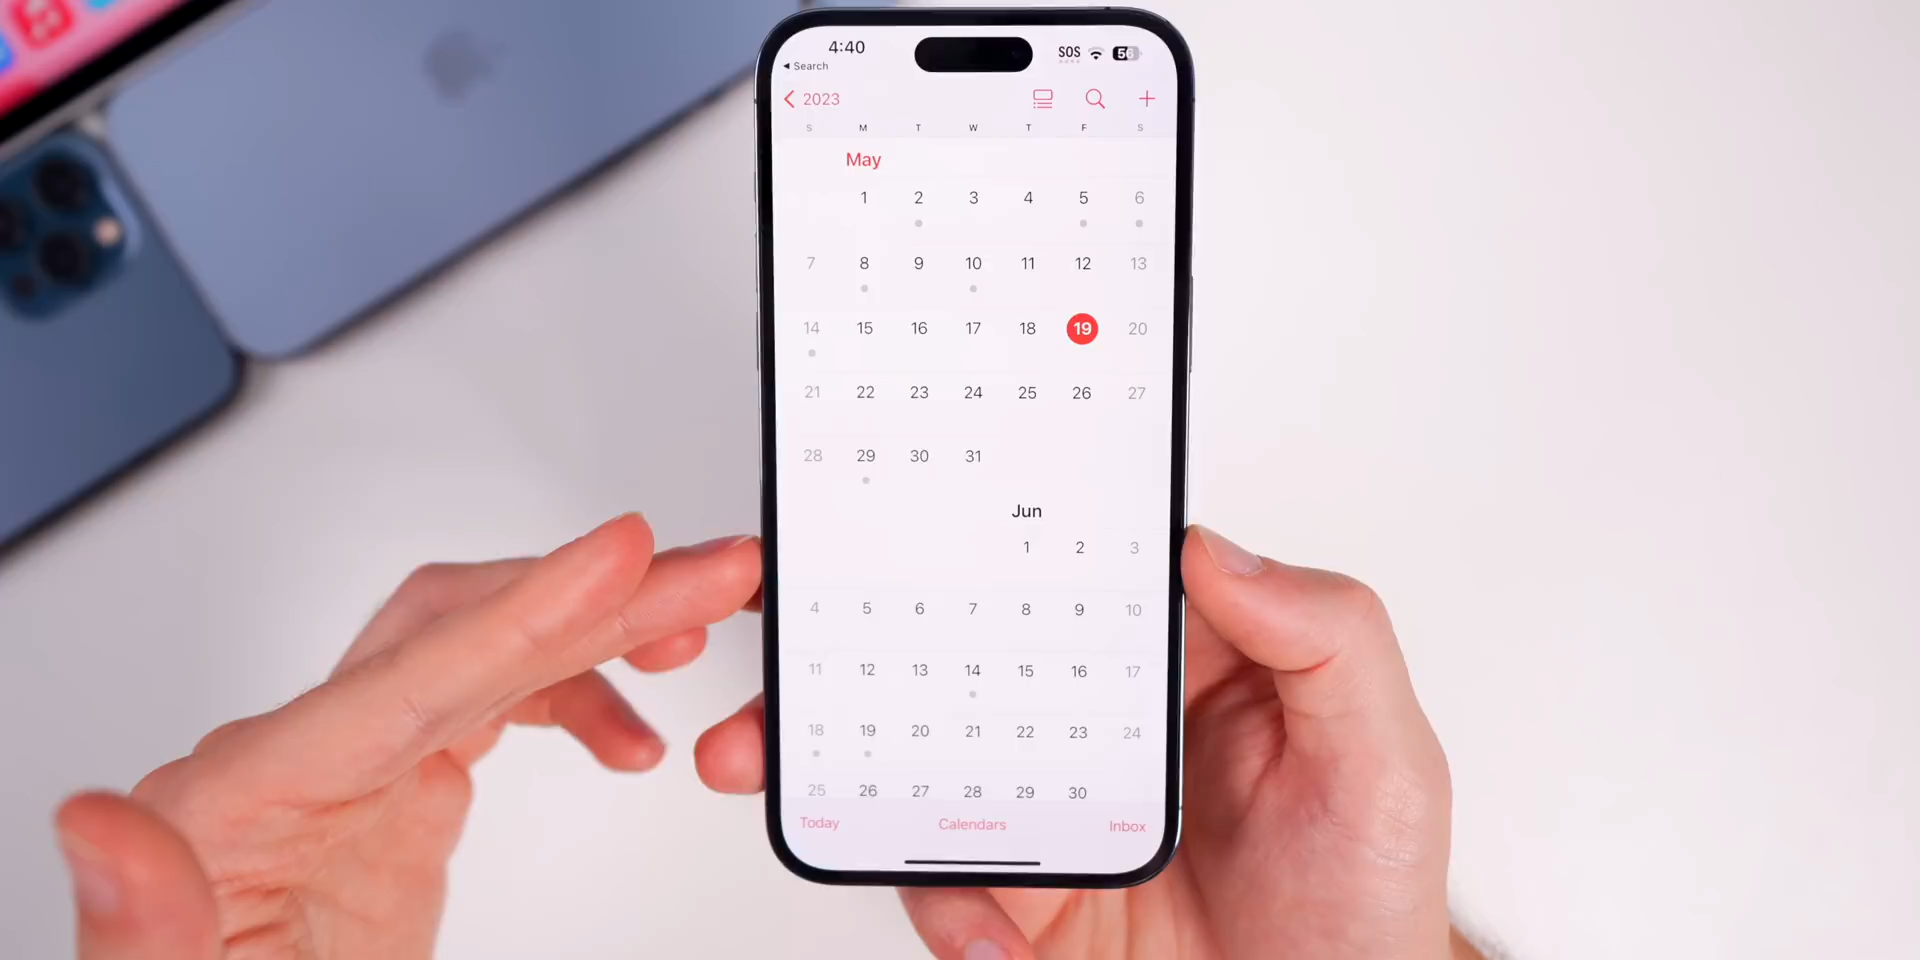 4:40 SOS 56
◀ Search
2023
S M T W T F S
May
1 2 3 4 5 6
7 8 9 10 11 12 13
14 15 16 17 18 19 20
21 22 23 24 25 26 27
28 29 30 31
Jun
1 2 3
4 5 6 7 8 9 10
11 12 13 14 15 16 17
18 19 20 21 22 23 24
25 26 27 28 29 30
Today Calendars Inbox